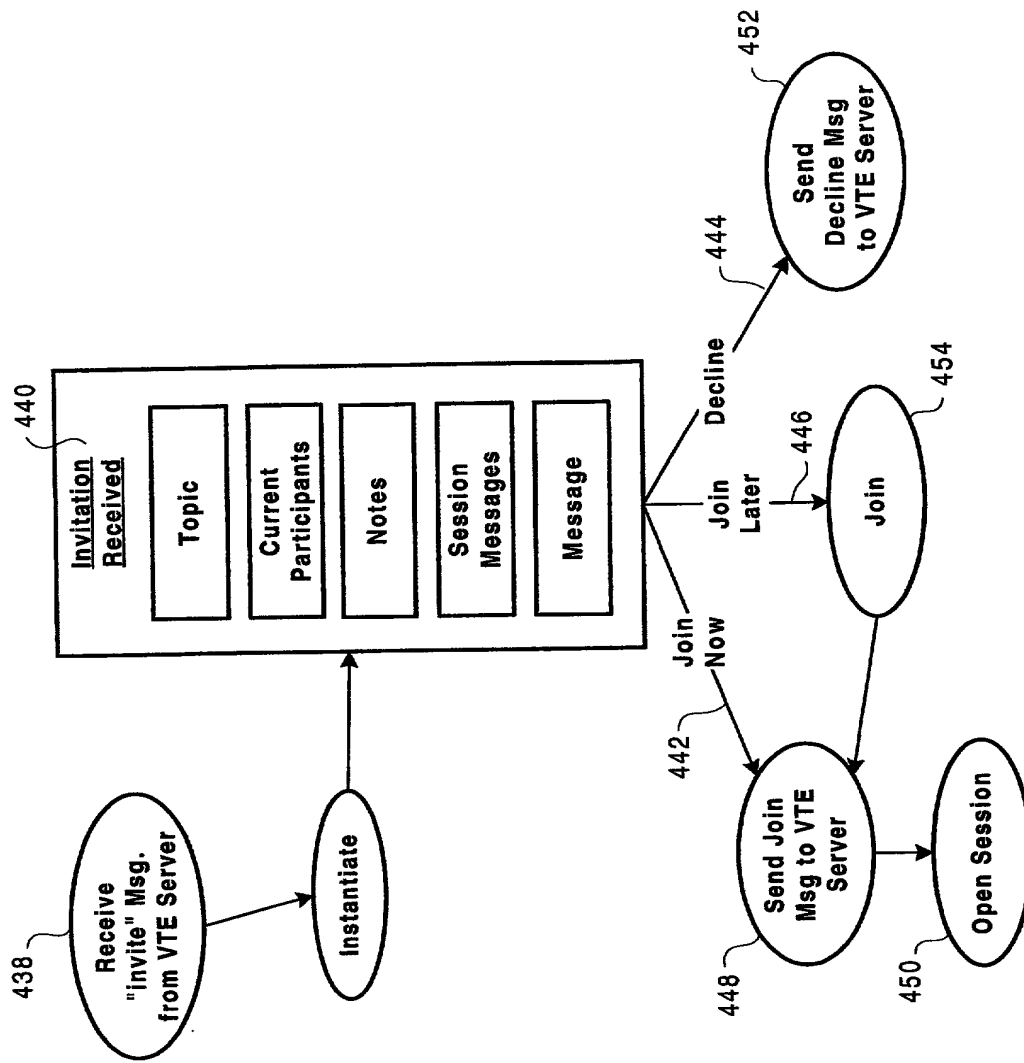 438
Receive
"invite" Msg.
from VTE Server
Instantiate
440
Invitation
Received
Topic
Current
Participants
Notes
Session
Messages
Message
442
Join
Now
Join
Later
446
Decline
444
448
Send Join
Msg to VTE
Server
450
Open Session
Join
454
Send
Decline Msg
to VTE Server
452